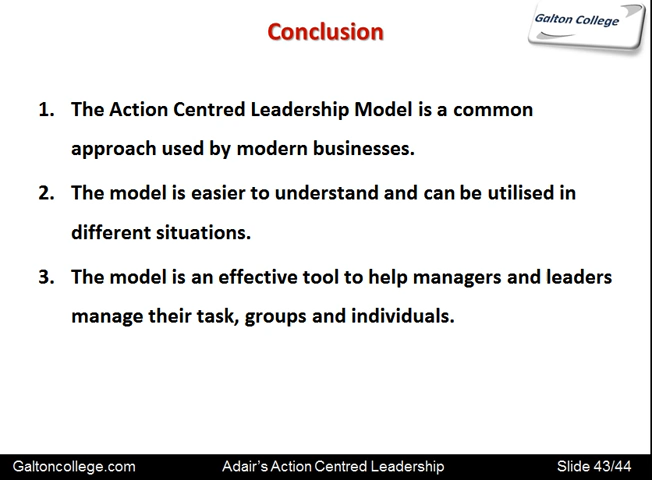 Conclusion
Galton College
1. The Action Centred Leadership Model is a common
approach used by modern businesses.
2. The model is easier to understand and can be utilised in
different situations.
3. The model is an effective tool to help managers and leaders
manage their task, groups and individuals.
Galtoncollege.com Adair's Action Centred Leadership Slide 43/44